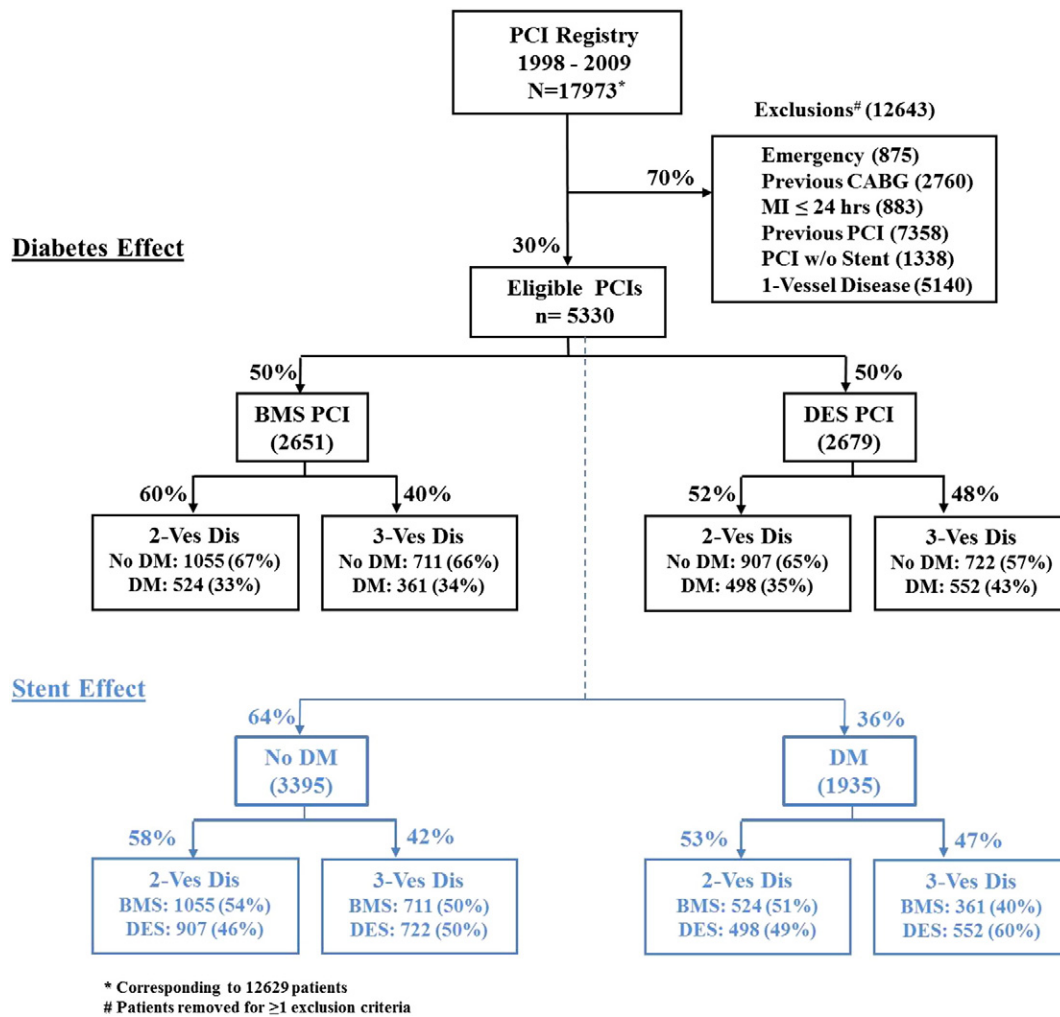 PCI Registry
1998 - 2009
N=17973*
Exclusions# (12643)
Emergency (875)
Previous CABG (2760)
MI ≤ 24 hrs (883)
Previous PCI (7358)
PCI w/o Stent (1338)
1-Vessel Disease (5140)
70%
Diabetes Effect
30%
Eligible PCIs
n= 5330
50%
50%
BMS PCI
(2651)
DES PCI
(2679)
60%
40%
52%
48%
2-Ves Dis
No DM: 1055 (67%)
DM: 524 (33%)
3-Ves Dis
No DM: 711 (66%)
DM: 361 (34%)
2-Ves Dis
No DM: 907 (65%)
DM: 498 (35%)
3-Ves Dis
No DM: 722 (57%)
DM: 552 (43%)
Stent Effect
64%
36%
No DM
(3395)
DM
(1935)
58%
42%
53%
47%
2-Ves Dis
BMS: 1055 (54%)
DES: 907 (46%)
3-Ves Dis
BMS: 711 (50%)
DES: 722 (50%)
2-Ves Dis
BMS: 524 (51%)
DES: 498 (49%)
3-Ves Dis
BMS: 361 (40%)
DES: 552 (60%)
* Corresponding to 12629 patients
# Patients removed for ≥1 exclusion criteria